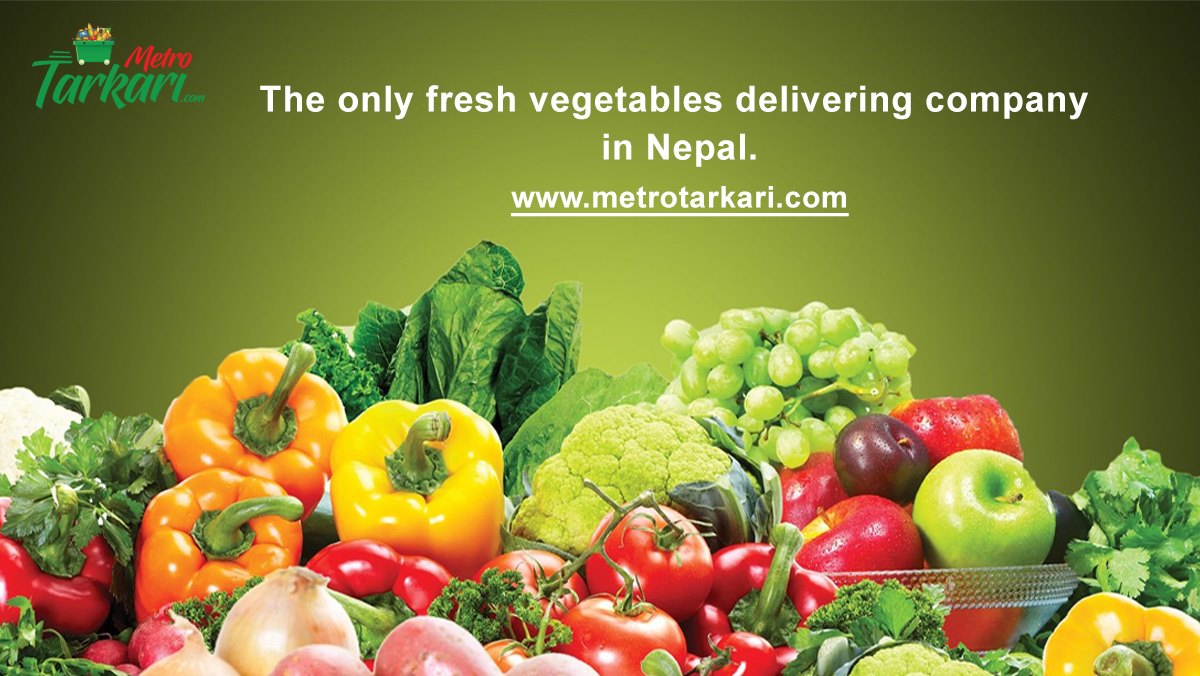 Metro
Tarkari.com
The only fresh vegetables delivering company
in Nepal.
www.metrotarkari.com